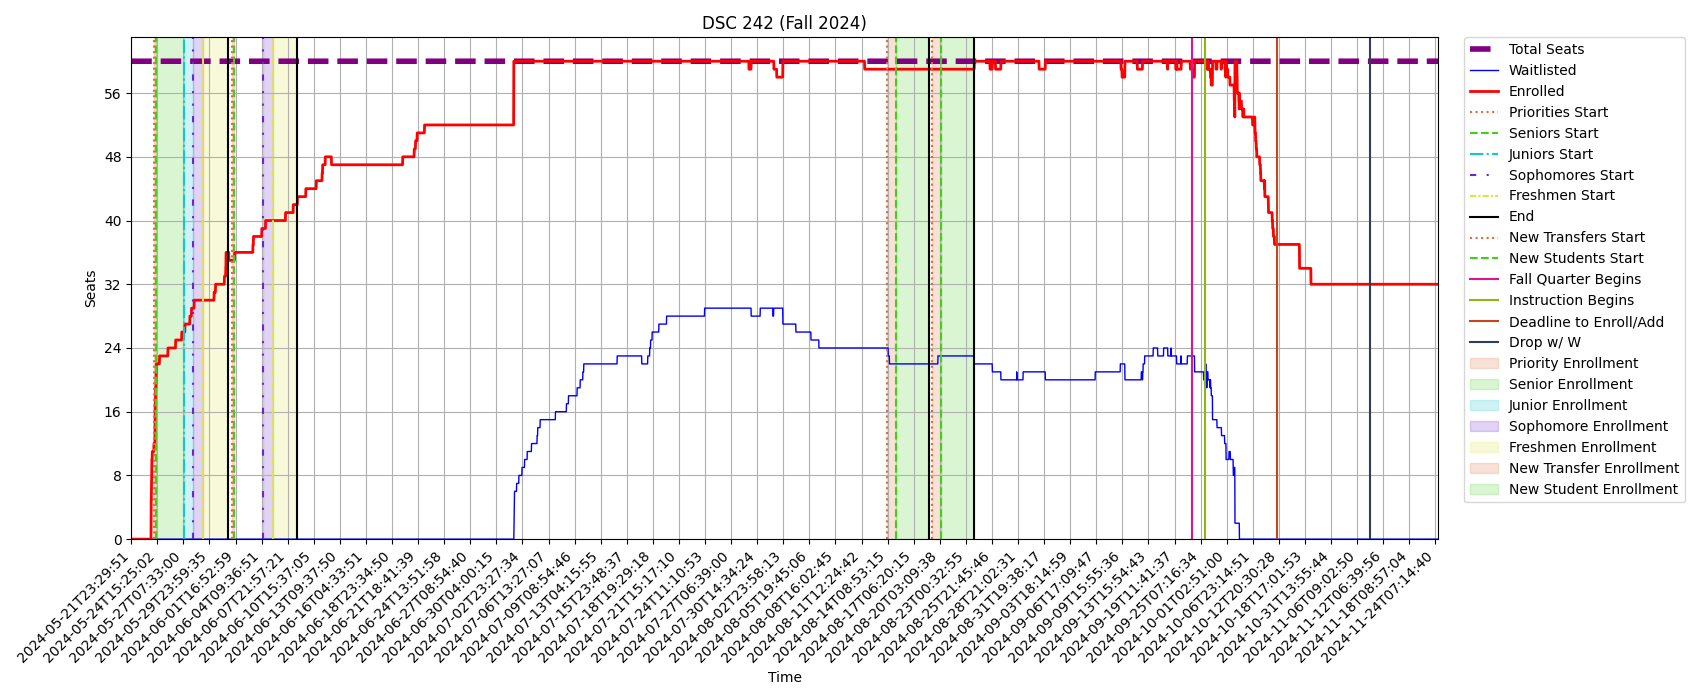 DSC 242 (Fall 2024)
Seats
56
48
40
32
24
16
8
0
2024-05-21T23:29:51
2024-05-24T15:25:02
2024-05-27T07:33:00
2024-05-29T23:59:35
2024-06-01T16:52:59
2024-06-04T09:36:51
2024-06-07T21:57:21
2024-06-10T15:37:05
2024-06-13T09:37:50
2024-06-16T04:33:51
2024-06-18T23:34:50
2024-06-21T18:41:39
2024-06-24T13:51:58
2024-06-27T08:54:40
2024-06-30T04:00:15
2024-07-02T23:27:34
2024-07-06T13:27:07
2024-07-09T08:54:46
2024-07-13T04:15:55
2024-07-15T23:48:37
2024-07-18T19:29:18
2024-07-21T15:17:10
2024-07-24T11:10:53
2024-07-27T06:39:00
2024-07-30T14:34:24
2024-08-02T23:58:13
2024-08-05T19:45:06
2024-08-08T16:02:45
2024-08-11T12:24:42
2024-08-14T08:53:15
2024-08-17T06:20:15
2024-08-20T03:09:38
2024-08-23T00:32:55
2024-08-25T21:45:46
2024-08-28T21:02:31
2024-08-31T19:38:17
2024-09-03T18:14:59
2024-09-06T17:09:47
2024-09-09T15:55:36
2024-09-13T15:54:43
2024-09-19T11:41:37
2024-09-25T07:16:34
2024-10-01T02:51:00
2024-10-06T23:14:51
2024-10-12T20:30:28
2024-10-18T17:01:53
2024-10-31T13:55:44
2024-11-06T09:02:50
2024-11-12T06:39:56
2024-11-18T08:57:04
2024-11-24T07:14:40
Time
Total Seats
Waitlisted
Enrolled
Priorities Start
Seniors Start
Juniors Start
Sophomores Start
Freshmen Start
End
New Transfers Start
New Students Start
Fall Quarter Begins
Instruction Begins
Deadline to Enroll/Add
Drop w/ W
Priority Enrollment
Senior Enrollment
Junior Enrollment
Sophomore Enrollment
Freshmen Enrollment
New Transfer Enrollment
New Student Enrollment